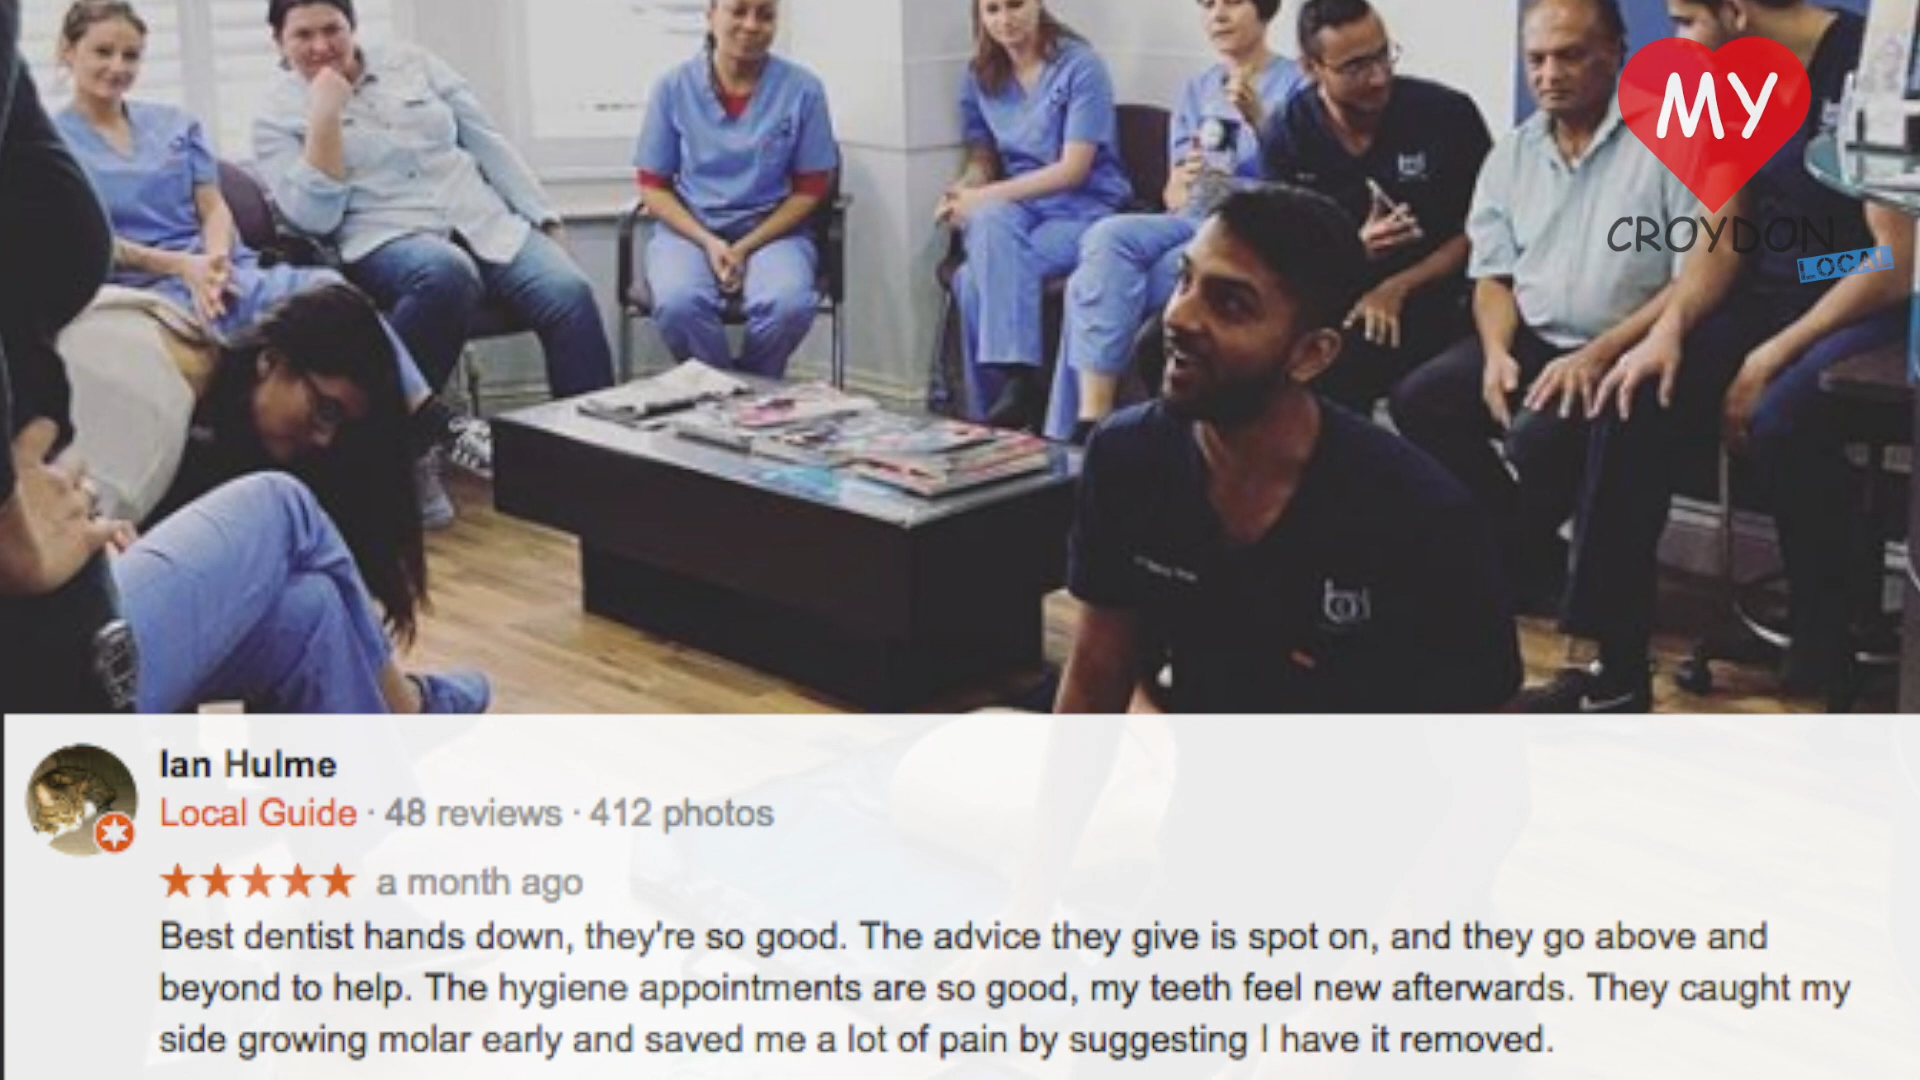 MY
CROYDON
LOCAL
Ian Hulme
Local Guide · 48 reviews · 412 photos
★★★★★ a month ago
Best dentist hands down, they're so good. The advice they give is spot on, and they go above and
beyond to help. The hygiene appointments are so good, my teeth feel new afterwards. They caught my
side growing molar early and saved me a lot of pain by suggesting I have it removed.